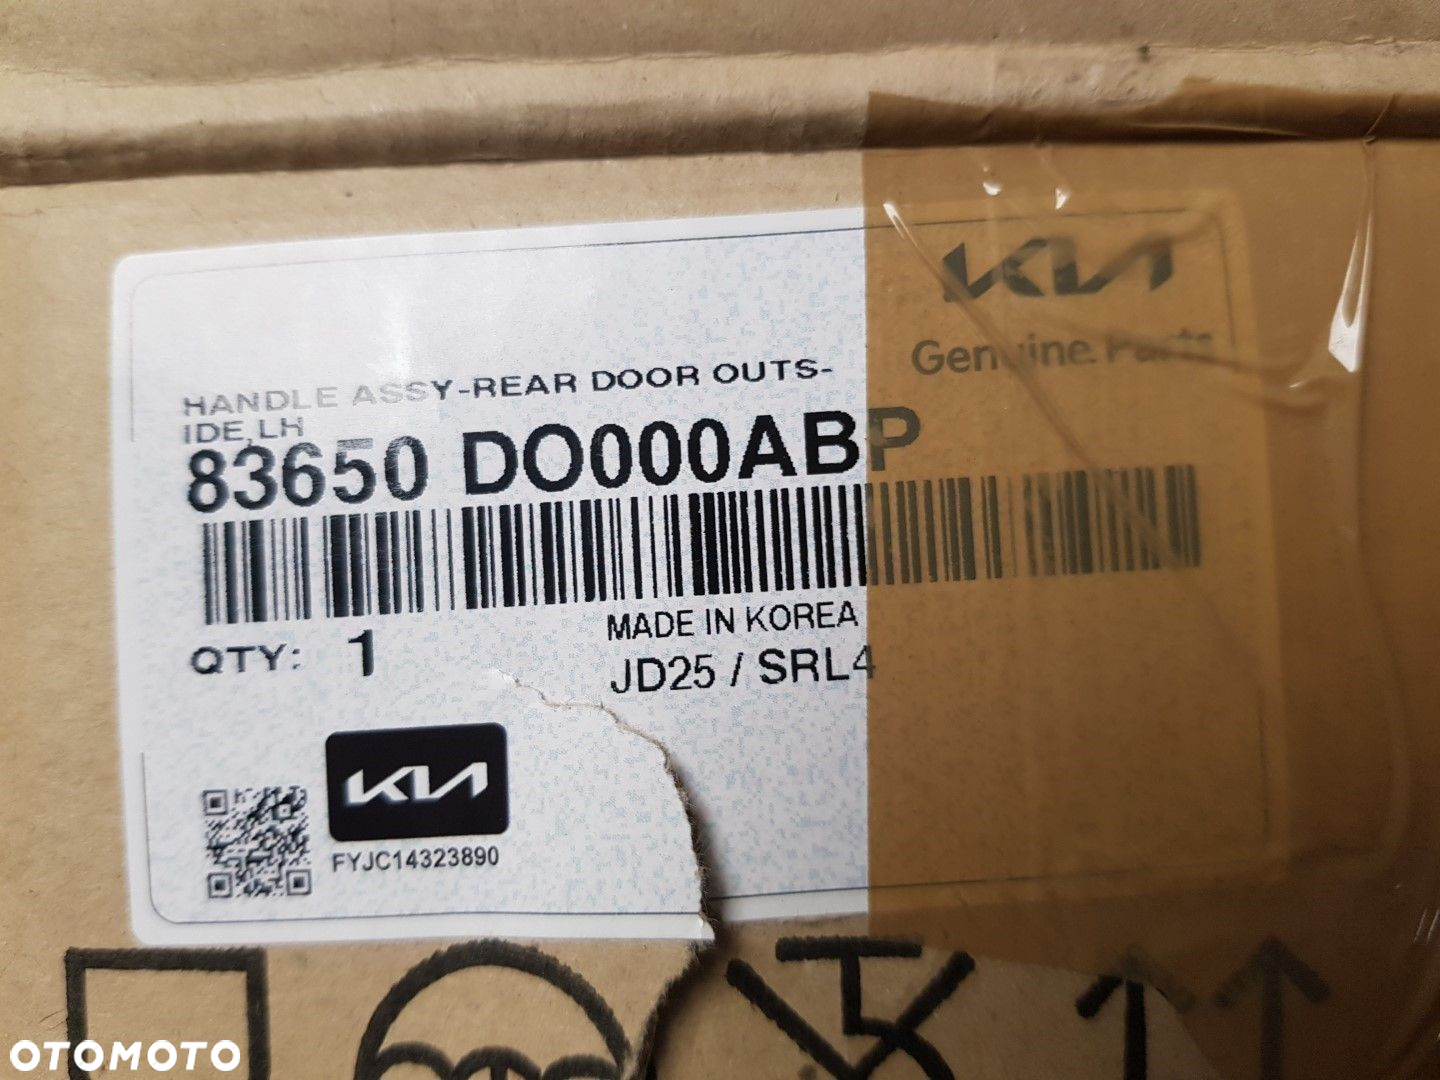 KIA
Genuine Parts
HANDLE ASSY-REAR DOOR OUTS-
IDE,LH
83650 DO000ABP
QTY: 1
MADE IN KOREA
JD25 / SRL4
KIA
FYJC14323890
OTOMOTO